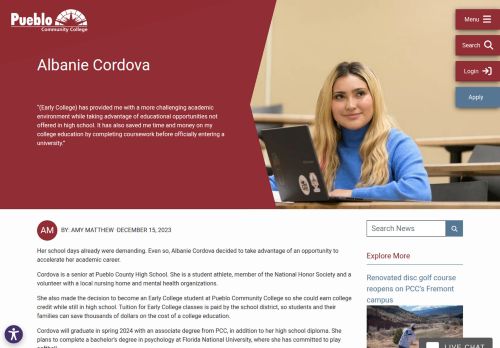 Pueblo
Community College
Menu
Search
Login
Apply
Albanie Cordova
"(Early College) has provided me with a more challenging academic
environment while taking advantage of educational opportunities not
offered in high school. It has also saved me time and money on my
college education by completing coursework before officially entering a
university."
AM BY: AMY MATTHEW DECEMBER 15, 2023
Her school days already were demanding. Even so, Albanie Cordova decided to take advantage of an opportunity to
accelerate her academic career.
Cordova is a senior at Pueblo County High School. She is a student athlete, member of the National Honor Society and a
volunteer with a local nursing home and mental health organizations.
She also made the decision to become an Early College student at Pueblo Community College so she could earn college
credit while still in high school. Tuition for Early College classes is paid by the school district, so students and their
families can save thousands of dollars on the cost of a college education.
Cordova will graduate in spring 2024 with an associate degree from PCC, in addition to her high school diploma. She
plans to complete a bachelor's degree in psychology at Florida National University, where she has committed to play
Search News
Explore More
Renovated disc golf course
reopens on PCC's Fremont
campus
LIVE CHAT